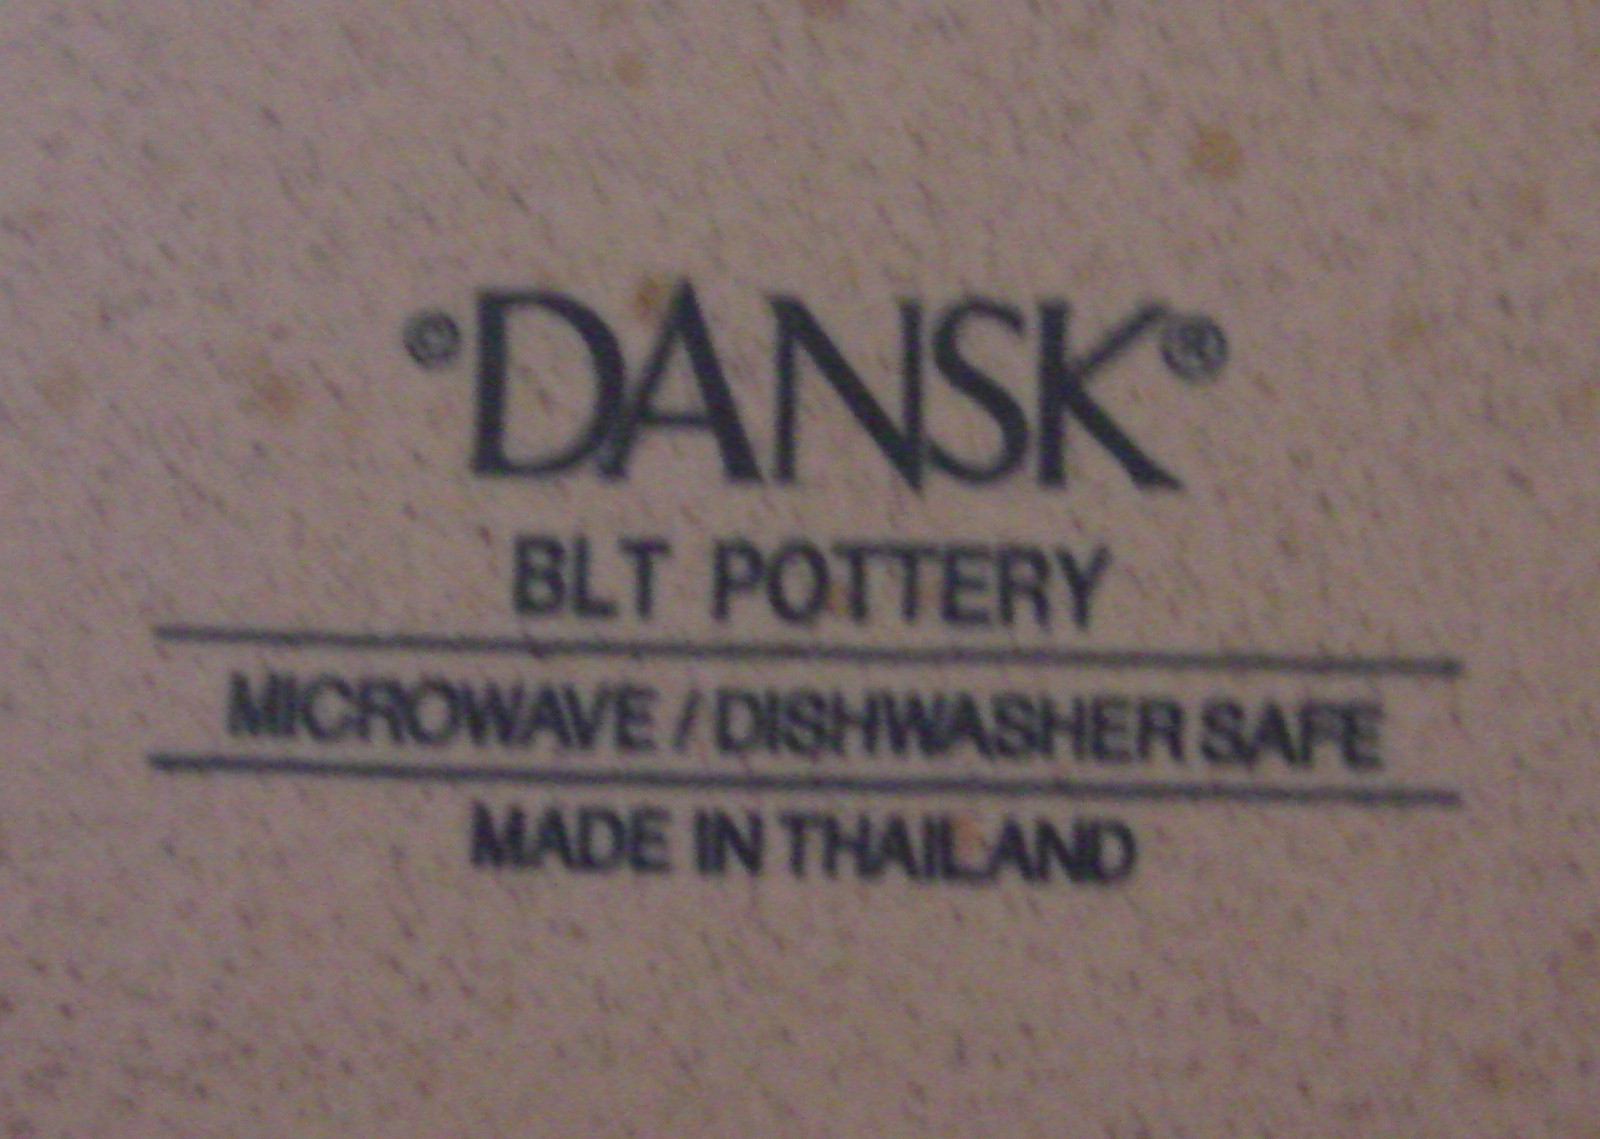 ©DANSK®
BLT POTTERY
MICROWAVE / DISHWASHER SAFE
MADE IN THAILAND